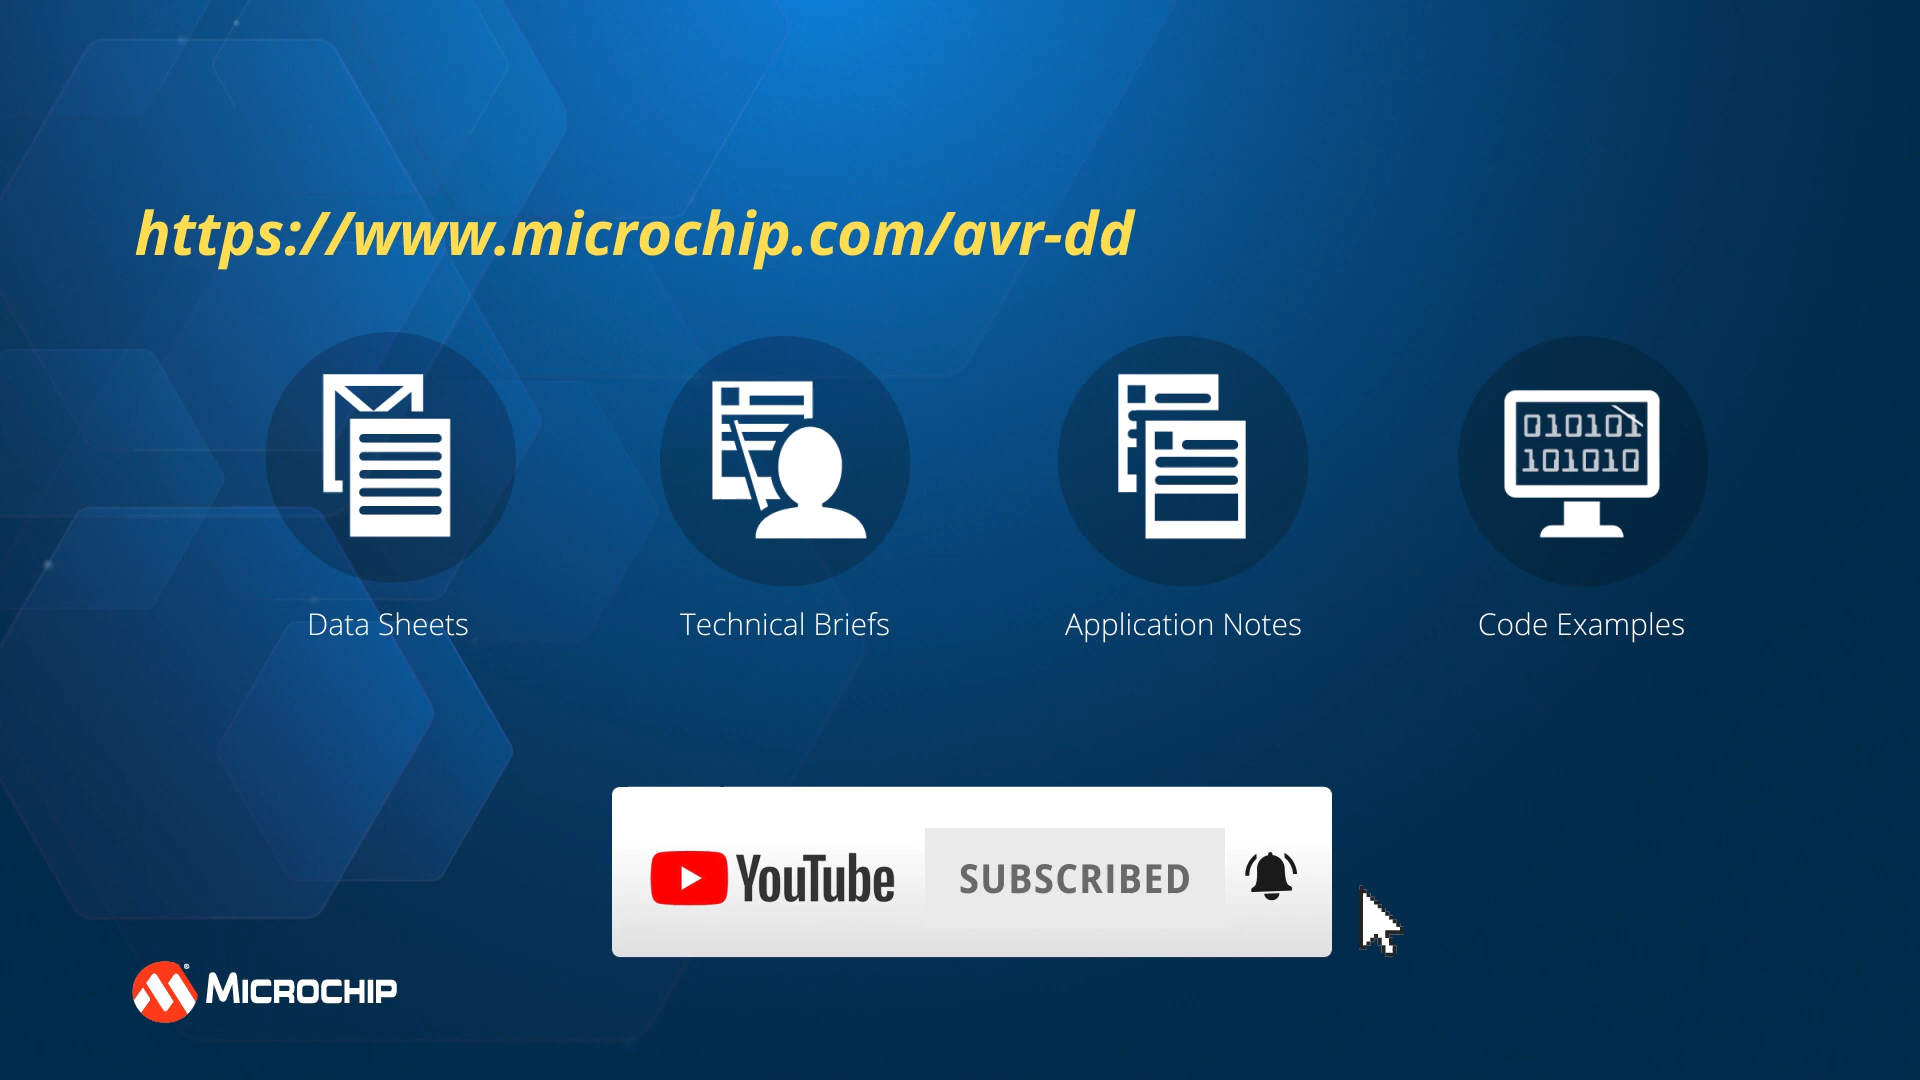 https://www.microchip.com/avr-dd
010101
101010
Data Sheets
Technical Briefs
Application Notes
Code Examples
YouTube
SUBSCRIBED
MICROCHIP